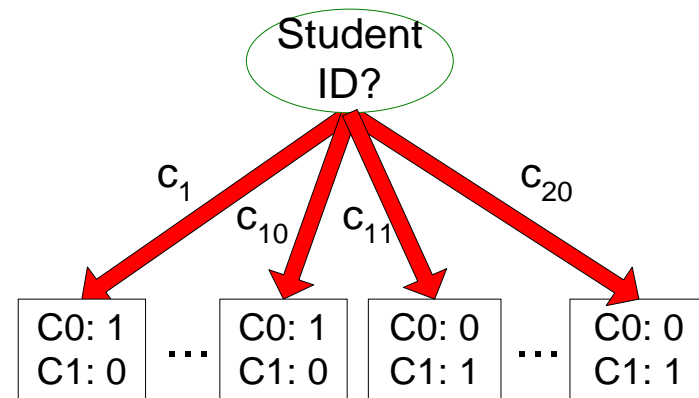 Student
ID?
c₁
c₁₀
c₁₁
c₂₀
C0: 1
C1: 0
...
C0: 1
C1: 0
C0: 0
C1: 1
...
C0: 0
C1: 1